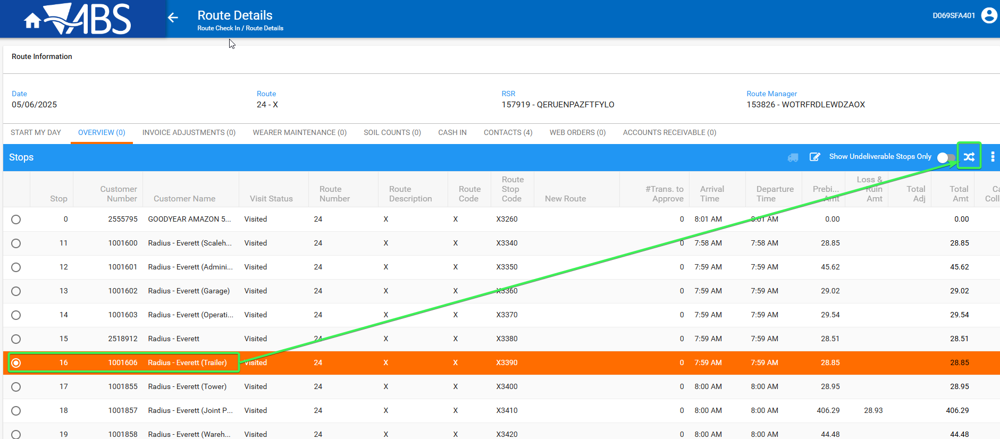 ABS
Route Details
Route Check In / Route Details
D069SFA401
Route Information
Date
05/06/2025
Route
24 - X
RSR
157919 - QERUENPAZFTFYLO
Route Manager
153826 - WOTRFRDLEWDZAOX
START MY DAY OVERVIEW (0) INVOICE ADJUSTMENTS (0) WEARER MAINTENANCE (0) SOIL COUNTS (0) CASH IN CONTACTS (4) WEB ORDERS (0) ACCOUNTS RECEIVABLE (0)
Stops Show Undeliverable Stops Only
Stop
Customer
Number
Customer Name
Visit Status
Route
Number
Route
Description
Route
Code
Route
Stop
Code
New Route
#Trans. to
Approve
Arrival
Time
Departure
Time
Prebi...
Amt
Loss &
Ruin
Amt
Total
Adj
Total
Amt
Ca
Coll
0 2555795 GOODYEAR AMAZON 5... Visited 24 X X X3260 0 8:01 AM 8:01 AM 0.00 0.00
11 1001600 Radius - Everett (Scaleh... Visited 24 X X X3340 0 7:58 AM 7:58 AM 28.85 28.85
12 1001601 Radius - Everett (Admini... Visited 24 X X X3350 0 7:59 AM 7:59 AM 45.62 45.62
13 1001602 Radius - Everett (Garage) Visited 24 X X X3360 0 7:59 AM 7:59 AM 29.02 29.02
14 1001603 Radius - Everett (Operati... Visited 24 X X X3370 0 7:59 AM 7:59 AM 29.54 29.54
15 2518912 Radius - Everett Visited 24 X X X3380 0 7:59 AM 7:59 AM 28.51 28.51
16 1001606 Radius - Everett (Trailer) Visited 24 X X X3390 0 7:59 AM 7:59 AM 28.85 28.85
17 1001855 Radius - Everett (Tower) Visited 24 X X X3400 0 8:00 AM 8:00 AM 28.95 28.95
18 1001857 Radius - Everett (Joint P... Visited 24 X X X3410 0 8:00 AM 8:00 AM 406.29 28.93 406.29
19 1001858 Radius - Everett (Wareh... Visited 24 X X X3420 0 8:00 AM 8:00 AM 44.48 44.48